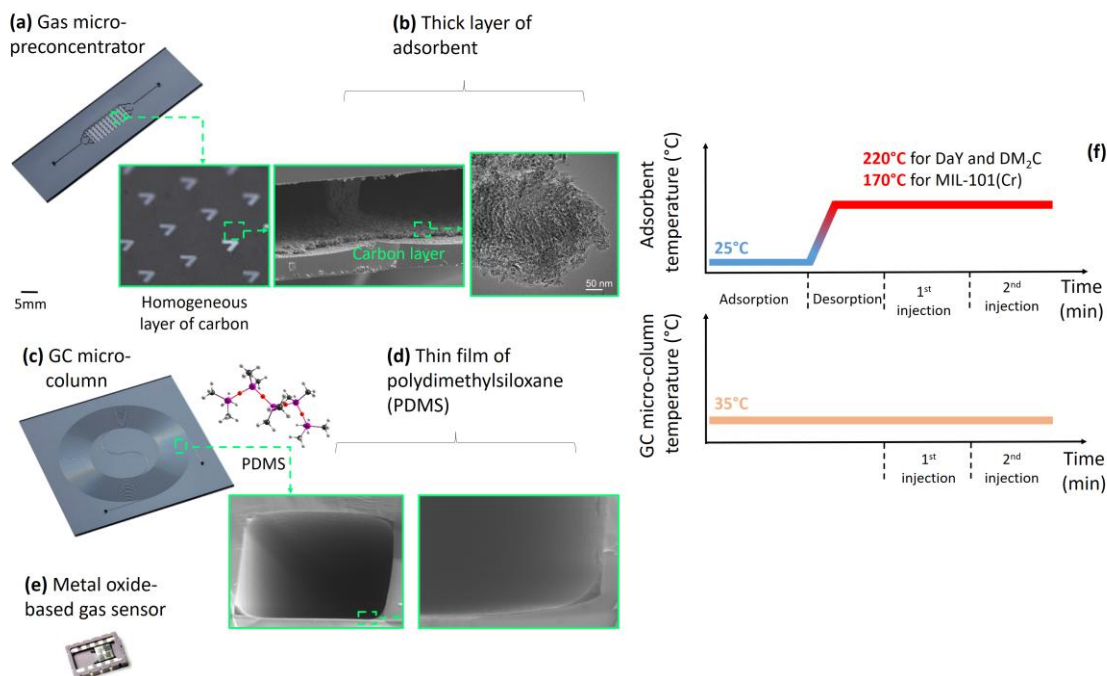 (a) Gas micro-
preconcentrator
(b) Thick layer of
adsorbent
Carbon layer
50 nm
5mm
Homogeneous
layer of carbon
(c) GC micro-
column
PDMS
(d) Thin film of
polydimethylsiloxane
(PDMS)
(e) Metal oxide-
based gas sensor
(f)
Adsorbent
temperature (°C)
220°C for DaY and DM₂C
170°C for MIL-101(Cr)
25°C
Adsorption
Desorption
1st
injection
2nd
injection
Time
(min)
GC micro-column
temperature (°C)
35°C
1st
injection
2nd
injection
Time
(min)